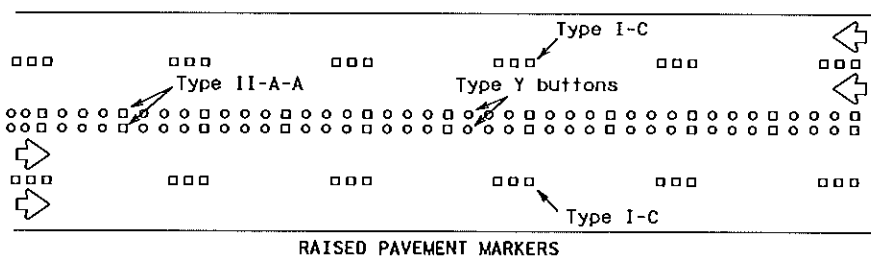 Type I-C
Type II-A-A
Type Y buttons
Type I-C
RAISED PAVEMENT MARKERS